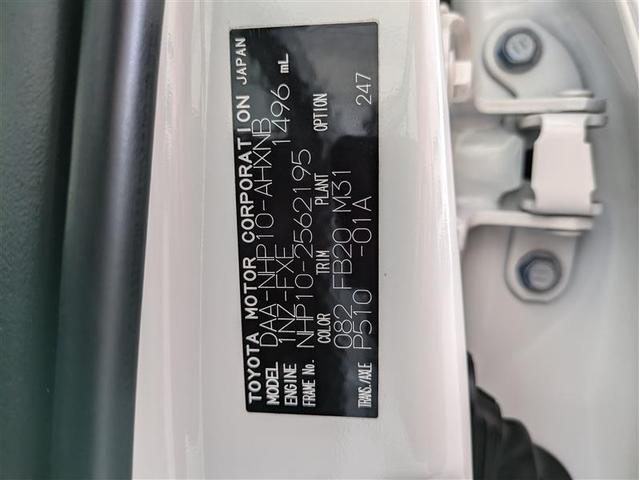 TOYOTA MOTOR CORPORATION JAPAN
MODEL DAA-NHP10-AHXNB
ENGINE 1NZ-FXE 1496 mL
FRAME No. NHP10-2562195
COLOR TRIM PLANT OPTION
082 FB20 M31 247
TRANS./AXLE P510 -01A